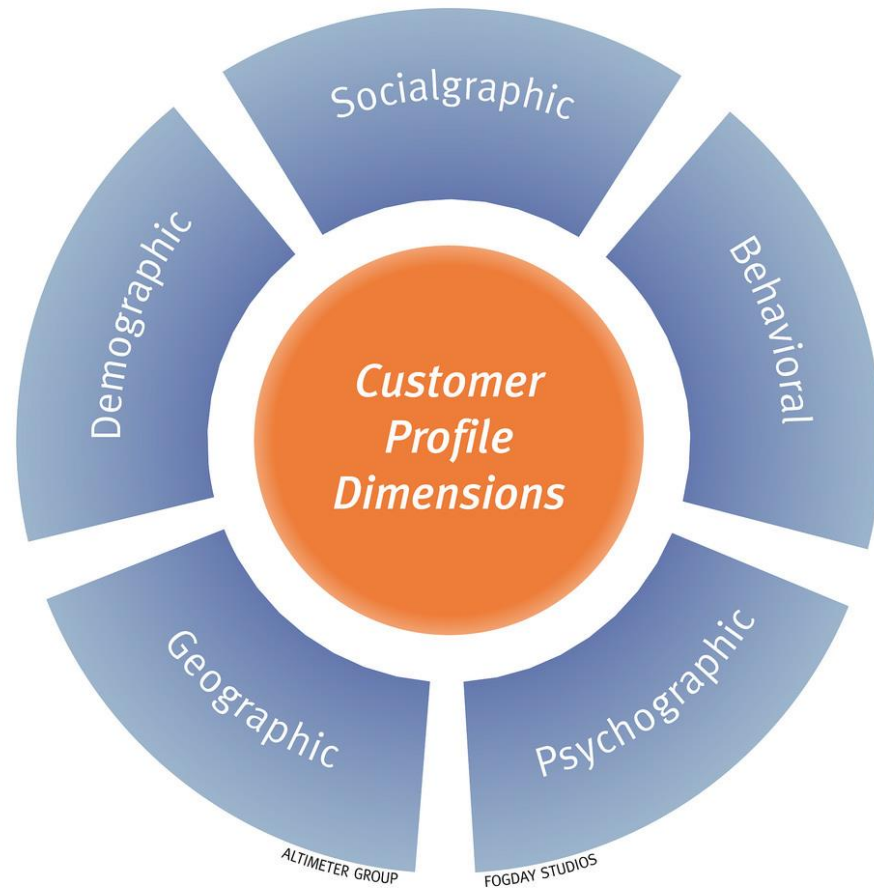 Socialgraphic
Behavioral
Psychographic
Geographic
Demographic
Customer
Profile
Dimensions
ALTIMETER GROUP
FOGDAY STUDIOS